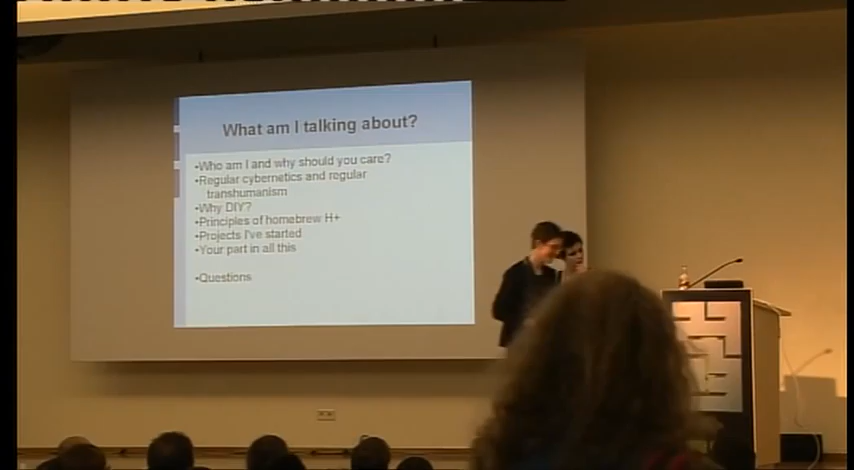 What am I talking about?
•Who am I and why should you care?
•Regular cybernetics and regular
transhumanism
•Why DIY?
•Principles of homebrew H+
•Projects I've started
•Your part in all this
•Questions